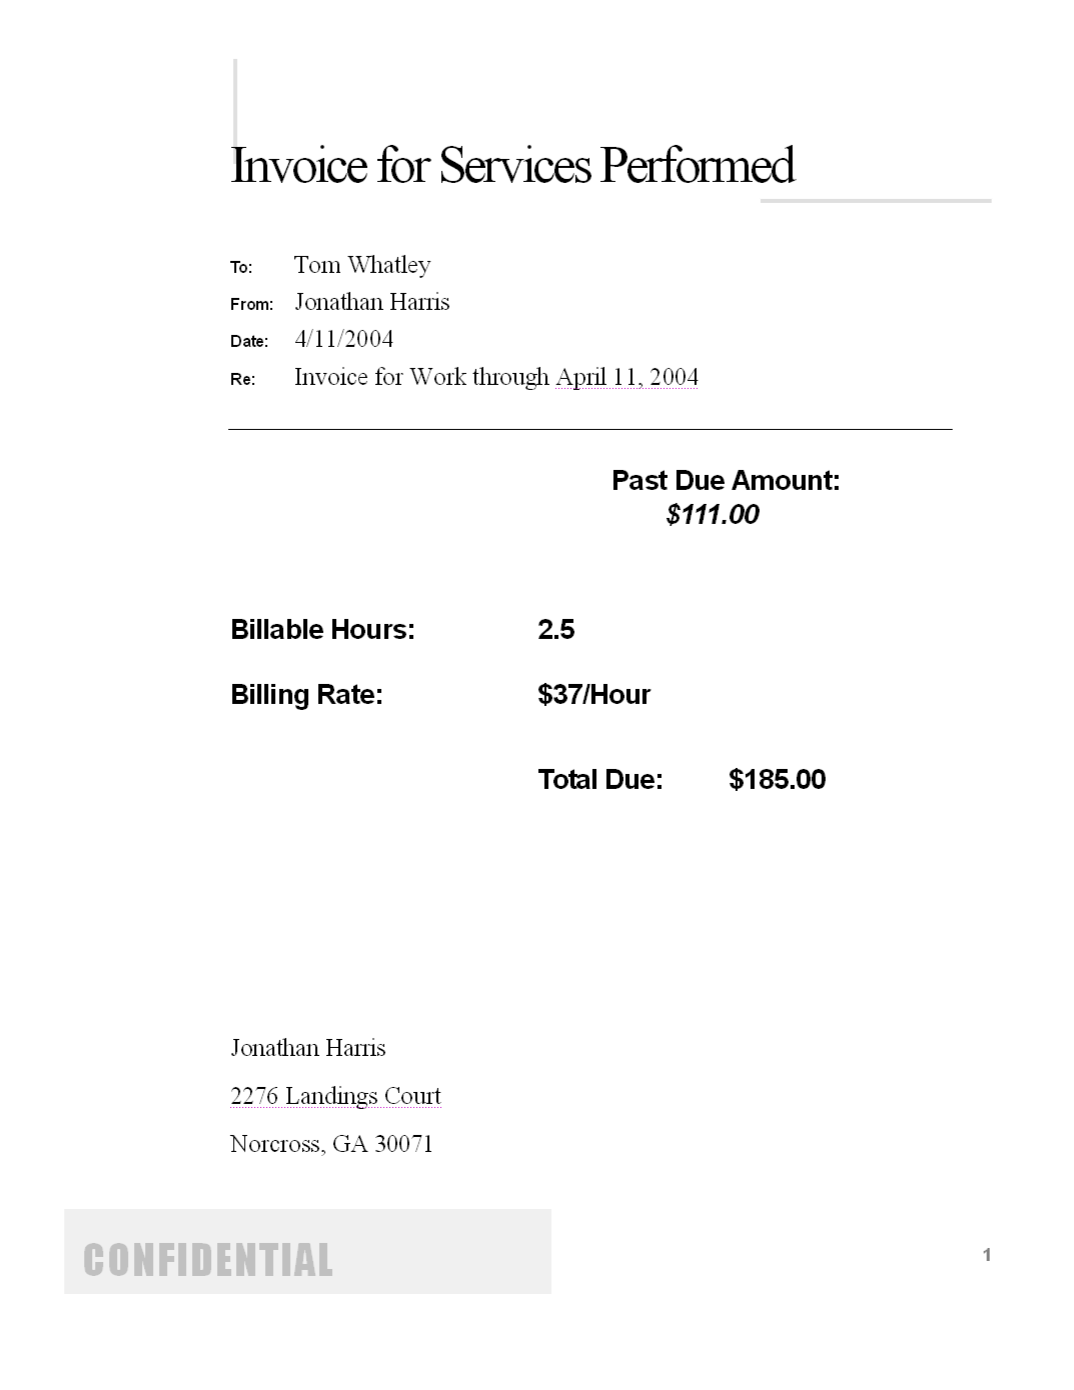 Invoice for Services Performed
To: Tom Whatley
From: Jonathan Harris
Date: 4/11/2004
Re: Invoice for Work through April 11, 2004
Past Due Amount:
$111.00
Billable Hours: 2.5
Billing Rate: $37/Hour
Total Due: $185.00
Jonathan Harris
2276 Landings Court
Norcross, GA 30071
CONFIDENTIAL
1